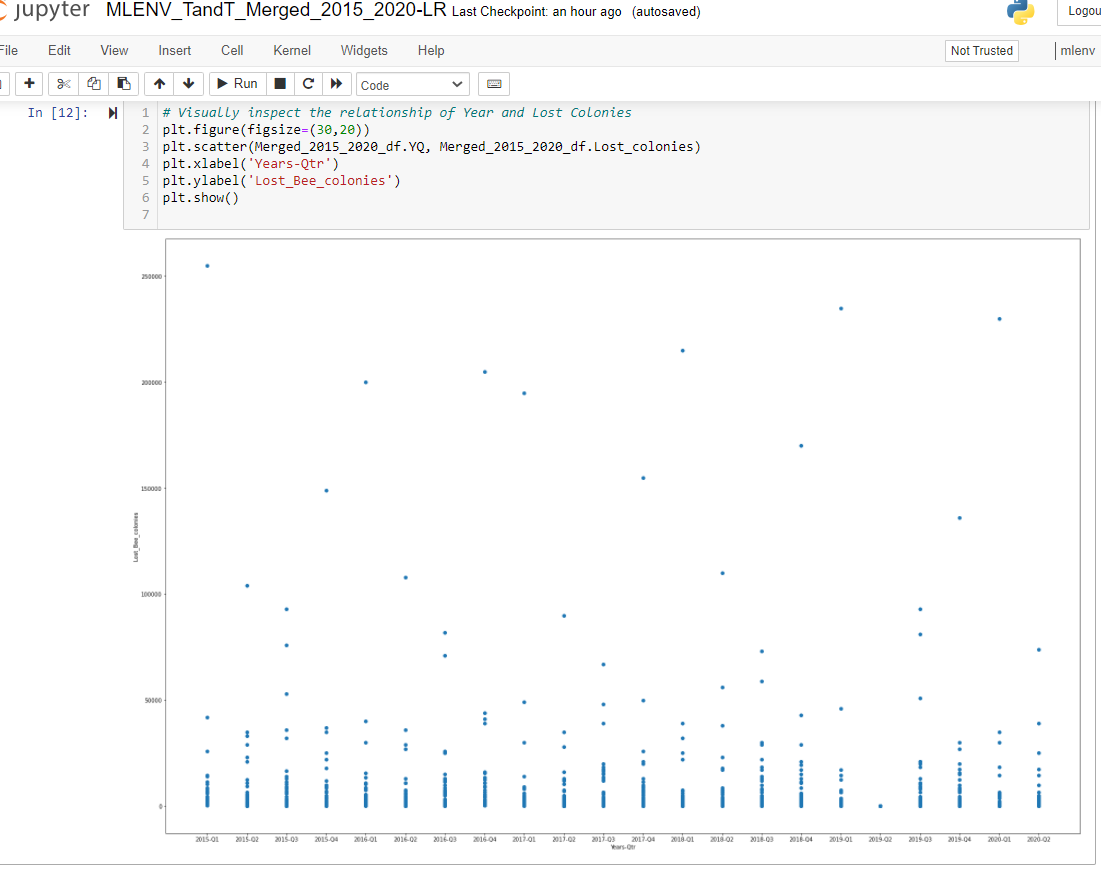 jupyter MLENV_TandT_Merged_2015_2020-LR Last Checkpoint: an hour ago (autosaved)
Logou
File Edit View Insert Cell Kernel Widgets Help Not Trusted mlenv
Run Code
In [12]:
1 # Visually inspect the relationship of Year and Lost Colonies
2 plt.figure(figsize=(30,20))
3 plt.scatter(Merged_2015_2020_df.YQ, Merged_2015_2020_df.Lost_colonies)
4 plt.xlabel('Years-Qtr')
5 plt.ylabel('Lost_Bee_colonies')
6 plt.show()
7
250000
200000
150000
100000
50000
0
Lost_Bee_colonies
2015-Q1 2015-Q2 2015-Q3 2015-Q4 2016-Q1 2016-Q2 2016-Q3 2016-Q4 2017-Q1 2017-Q2 2017-Q3 2017-Q4 2018-Q1 2018-Q2 2018-Q3 2018-Q4 2019-Q1 2019-Q2 2019-Q3 2019-Q4 2020-Q1 2020-Q2
Years-Qtr